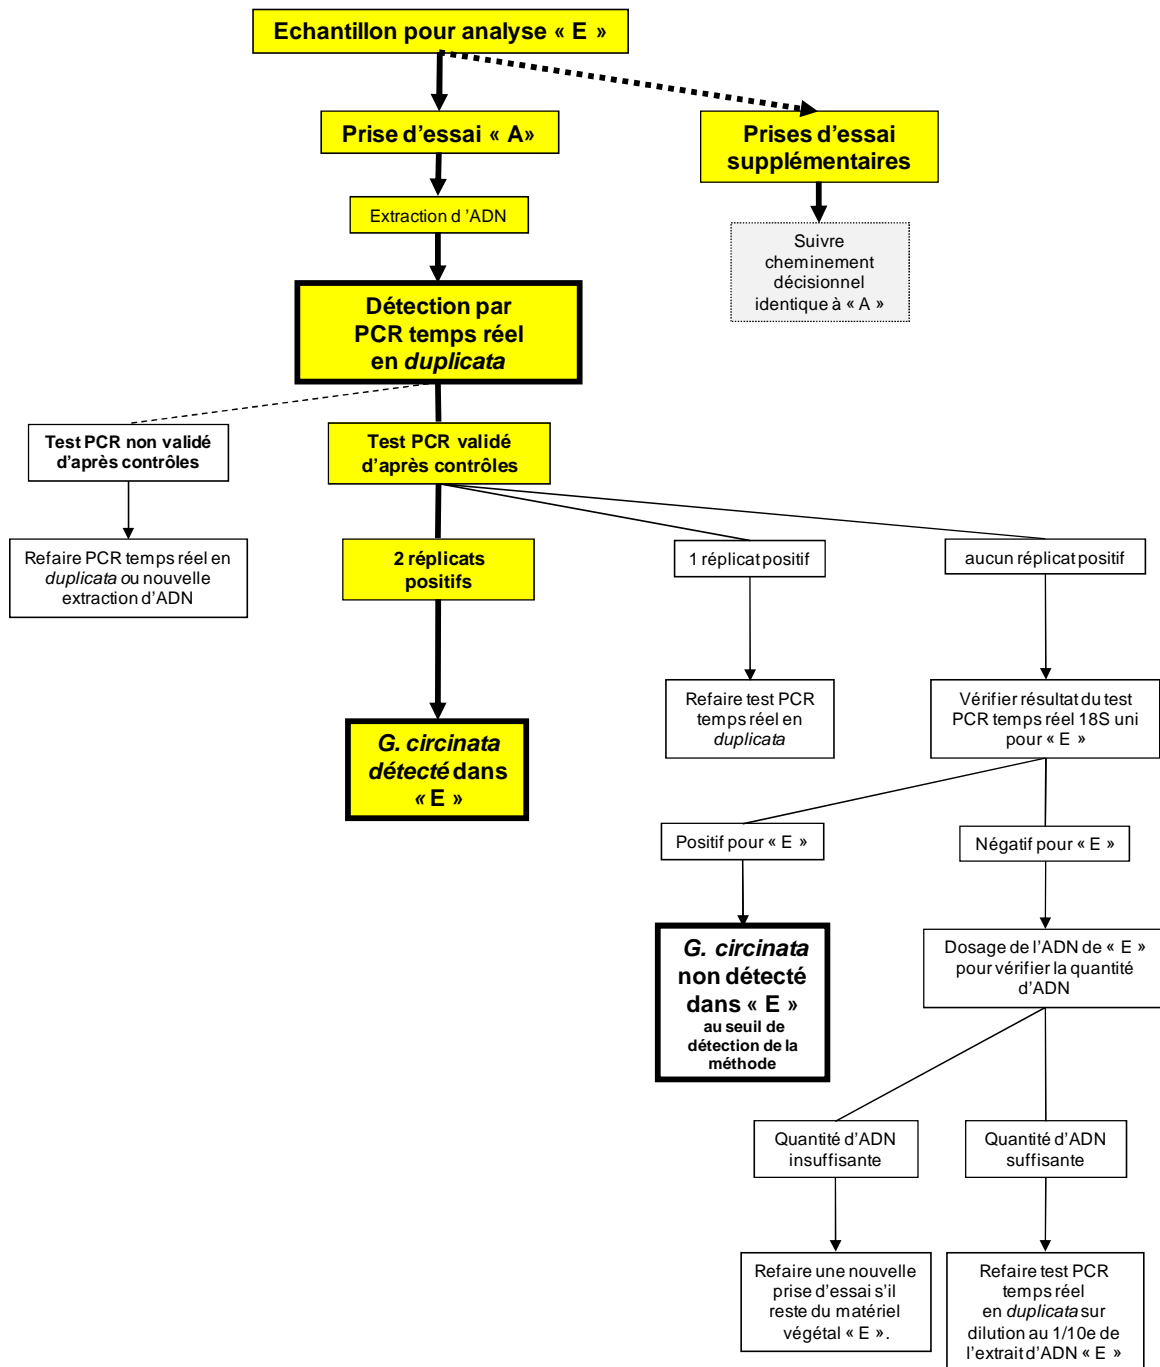 Echantillon pour analyse « E »
Prise d'essai « A»
Prises d'essai
supplémentaires
Extraction d 'ADN
Suivre
cheminement
décisionnel
identique à « A »
Détection par
PCR temps réel
en duplicata
Test PCR non validé
d'après contrôles
Test PCR validé
d'après contrôles
Refaire PCR temps réel en
duplicata ou nouvelle
extraction d'ADN
2 réplicats
positifs
1 réplicat positif
aucun réplicat positif
Refaire test PCR
temps réel en
duplicata
Vérifier résultat du test
PCR temps réel 18S uni
pour « E »
G. circinata
détecté dans
« E »
Positif pour « E »
Négatif pour « E »
G. circinata
non détecté
dans « E »
au seuil de
détection de la
méthode
Dosage de l'ADN de « E »
pour vérifier la quantité
d'ADN
Quantité d'ADN
insuffisante
Quantité d'ADN
suffisante
Refaire une nouvelle
prise d'essai s'il
reste du matériel
végétal « E ».
Refaire test PCR
temps réel
en duplicata sur
dilution au 1/10e de
l'extrait d'ADN « E »